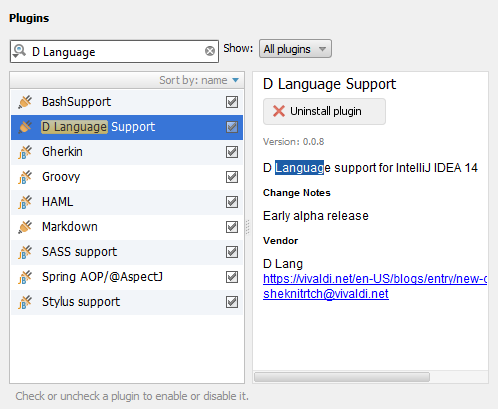 Plugins
D Language
Show:
All plugins
Sort by: name
BashSupport
D Language Support
Gherkin
Groovy
HAML
Markdown
SASS support
Spring AOP/@AspectJ
Stylus support
D Language Support
Uninstall plugin
Version: 0.0.8
D Language support for IntelliJ IDEA 14
Change Notes
Early alpha release
Vendor
D Lang
https://vivaldi.net/en-US/blogs/entry/new-d
sheknitrtch@vivaldi.net
Check or uncheck a plugin to enable or disable it.